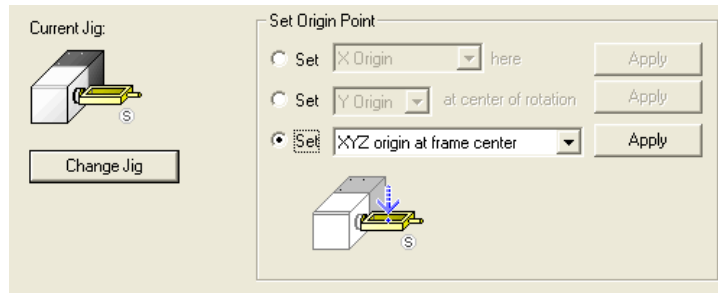 Current Jig:
S
Change Jig
Set Origin Point
Set X Origin here Apply
Set Y Origin at center of rotation Apply
Set XYZ origin at frame center Apply
S